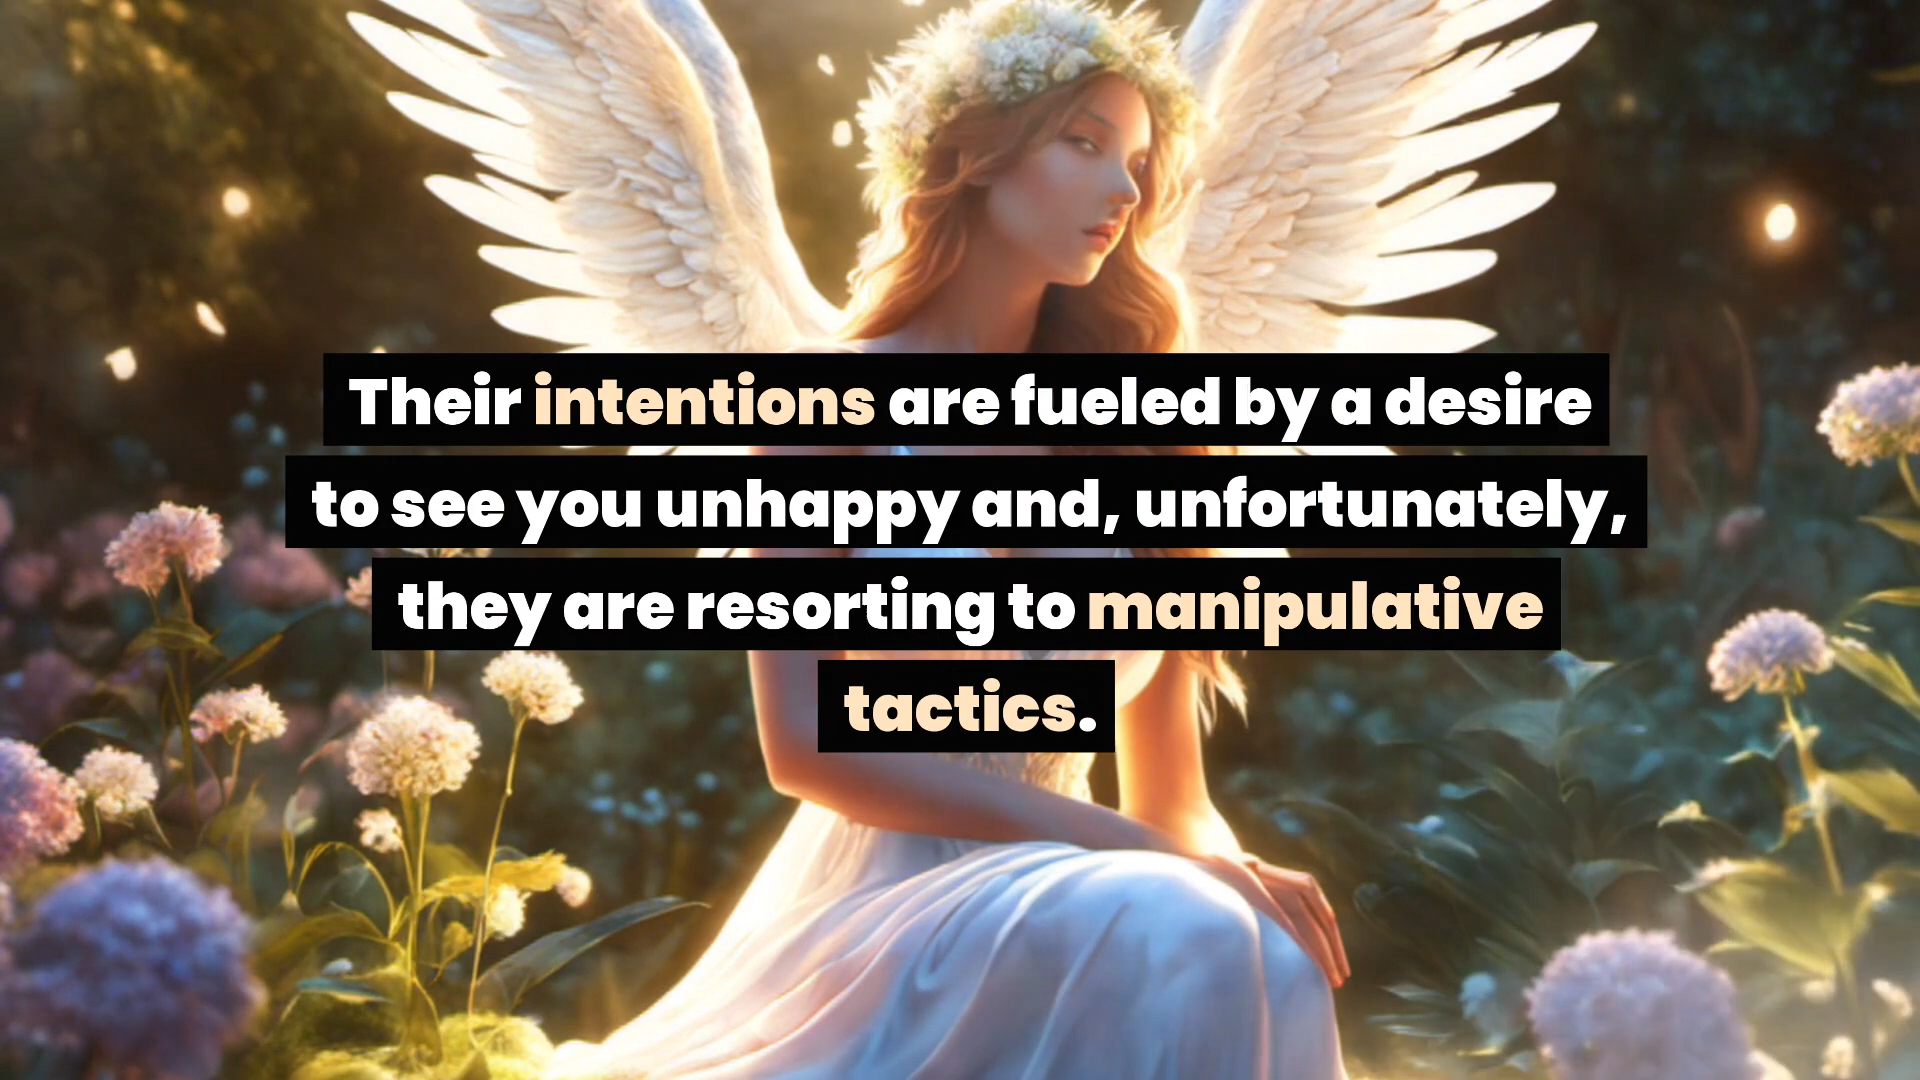 Their intentions are fueled by a desire
to see you unhappy and, unfortunately,
they are resorting to manipulative
tactics.